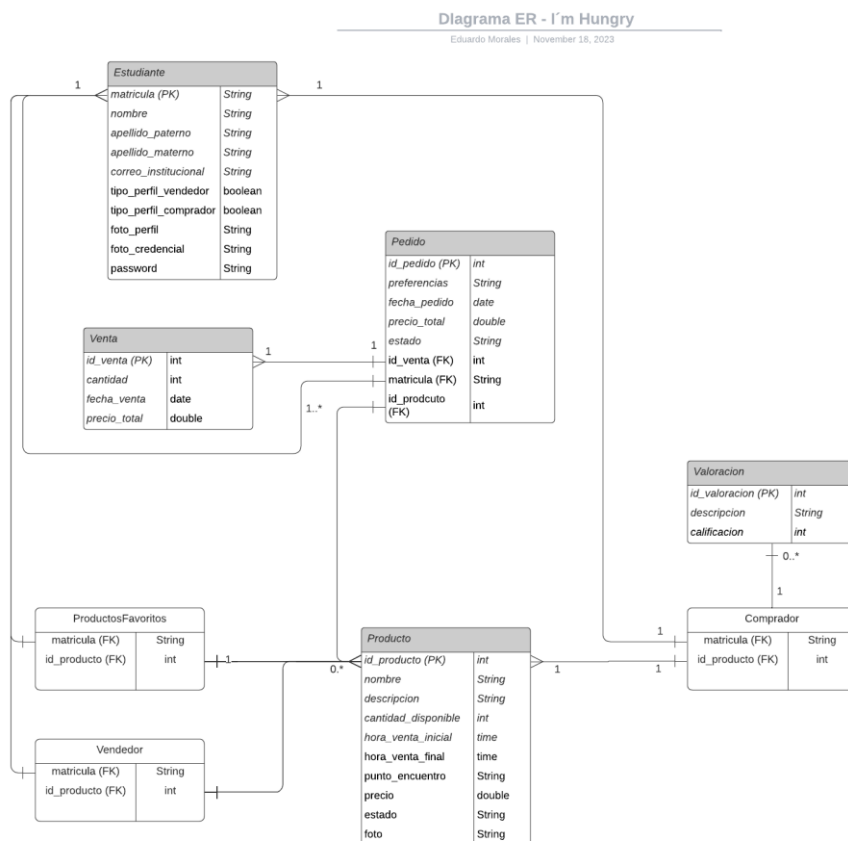 DIagrama ER - I´m Hungry
Eduardo Morales | November 18, 2023
Estudiante
matricula (PK) String
nombre String
apellido_paterno String
apellido_materno String
correo_institucional String
tipo_perfil_vendedor boolean
tipo_perfil_comprador boolean
foto_perfil String
foto_credencial String
password String
1
1
Pedido
id_pedido (PK) int
preferencias String
fecha_pedido date
precio_total double
estado String
id_venta (FK) int
matricula (FK) String
id_prodcuto (FK) int
Venta
id_venta (PK) int
cantidad int
fecha_venta date
precio_total double
1
1
1..*
Valoracion
id_valoracion (PK) int
descripcion String
calificacion int
0..*
1
ProductosFavoritos
matricula (FK) String
id_producto (FK) int
1
0.*
Producto
id_producto (PK) int
nombre String
descripcion String
cantidad_disponible int
hora_venta_inicial time
hora_venta_final time
punto_encuentro String
precio double
estado String
foto String
1
1
1
Comprador
matricula (FK) String
id_producto (FK) int
Vendedor
matricula (FK) String
id_producto (FK) int